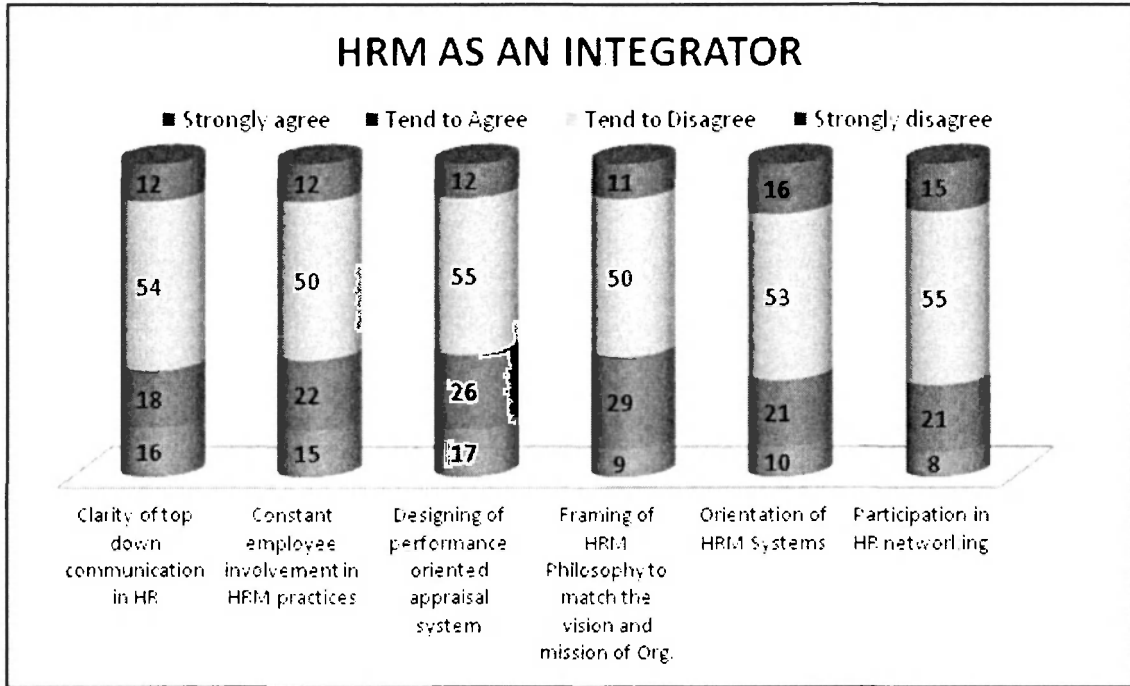 HRM AS AN INTEGRATOR
Strongly agree Tend to Agree Tend to Disagree Strongly disagree
12 12 12 11 16 15
54 50 55 50 53 55
18 22 26 29 21 21
16 15 17 9 10 8
Clarity of top down communication in HR
Constant employee involvement in HRM practices
Designing of performance oriented appraisal system
Framing of HRM Philosophy to match the vision and mission of Org.
Orientation of HRM Systems
Participation in HR networking